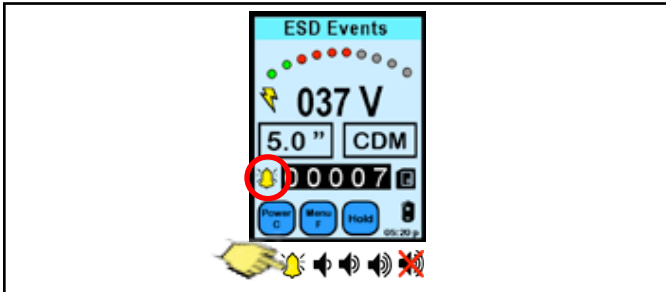 ESD Events
037 V
5.0 " CDM
00007
Power Menu Hold
C F
05:20 p